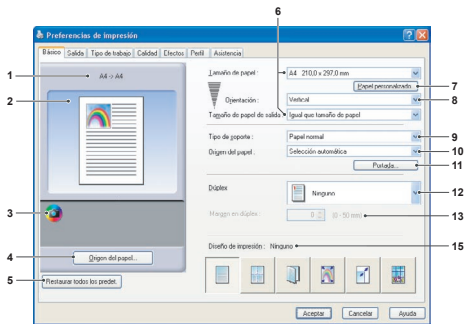 6
Preferencias de impresión
Básico Salida Tipo de trabajo Calidad Efectos Perfil Asistencia
1
A4 -> A4
Tamaño de papel:
A4 210,0 x 297,0 mm
Papel personalizado...
7
2
Orientación:
Vertical
8
Tamaño de papel de salida:
Igual que tamaño de papel
Tipo de soporte:
Papel normal
9
Origen del papel:
Selección automática
10
Portada...
11
Dúplex
Ninguno
12
3
Margen en dúplex:
0 (0 - 50 mm)
13
Diseño de impresión: Ninguno
15
4
Origen del papel...
5
Restaurar todos los predet.
Aceptar Cancelar Ayuda